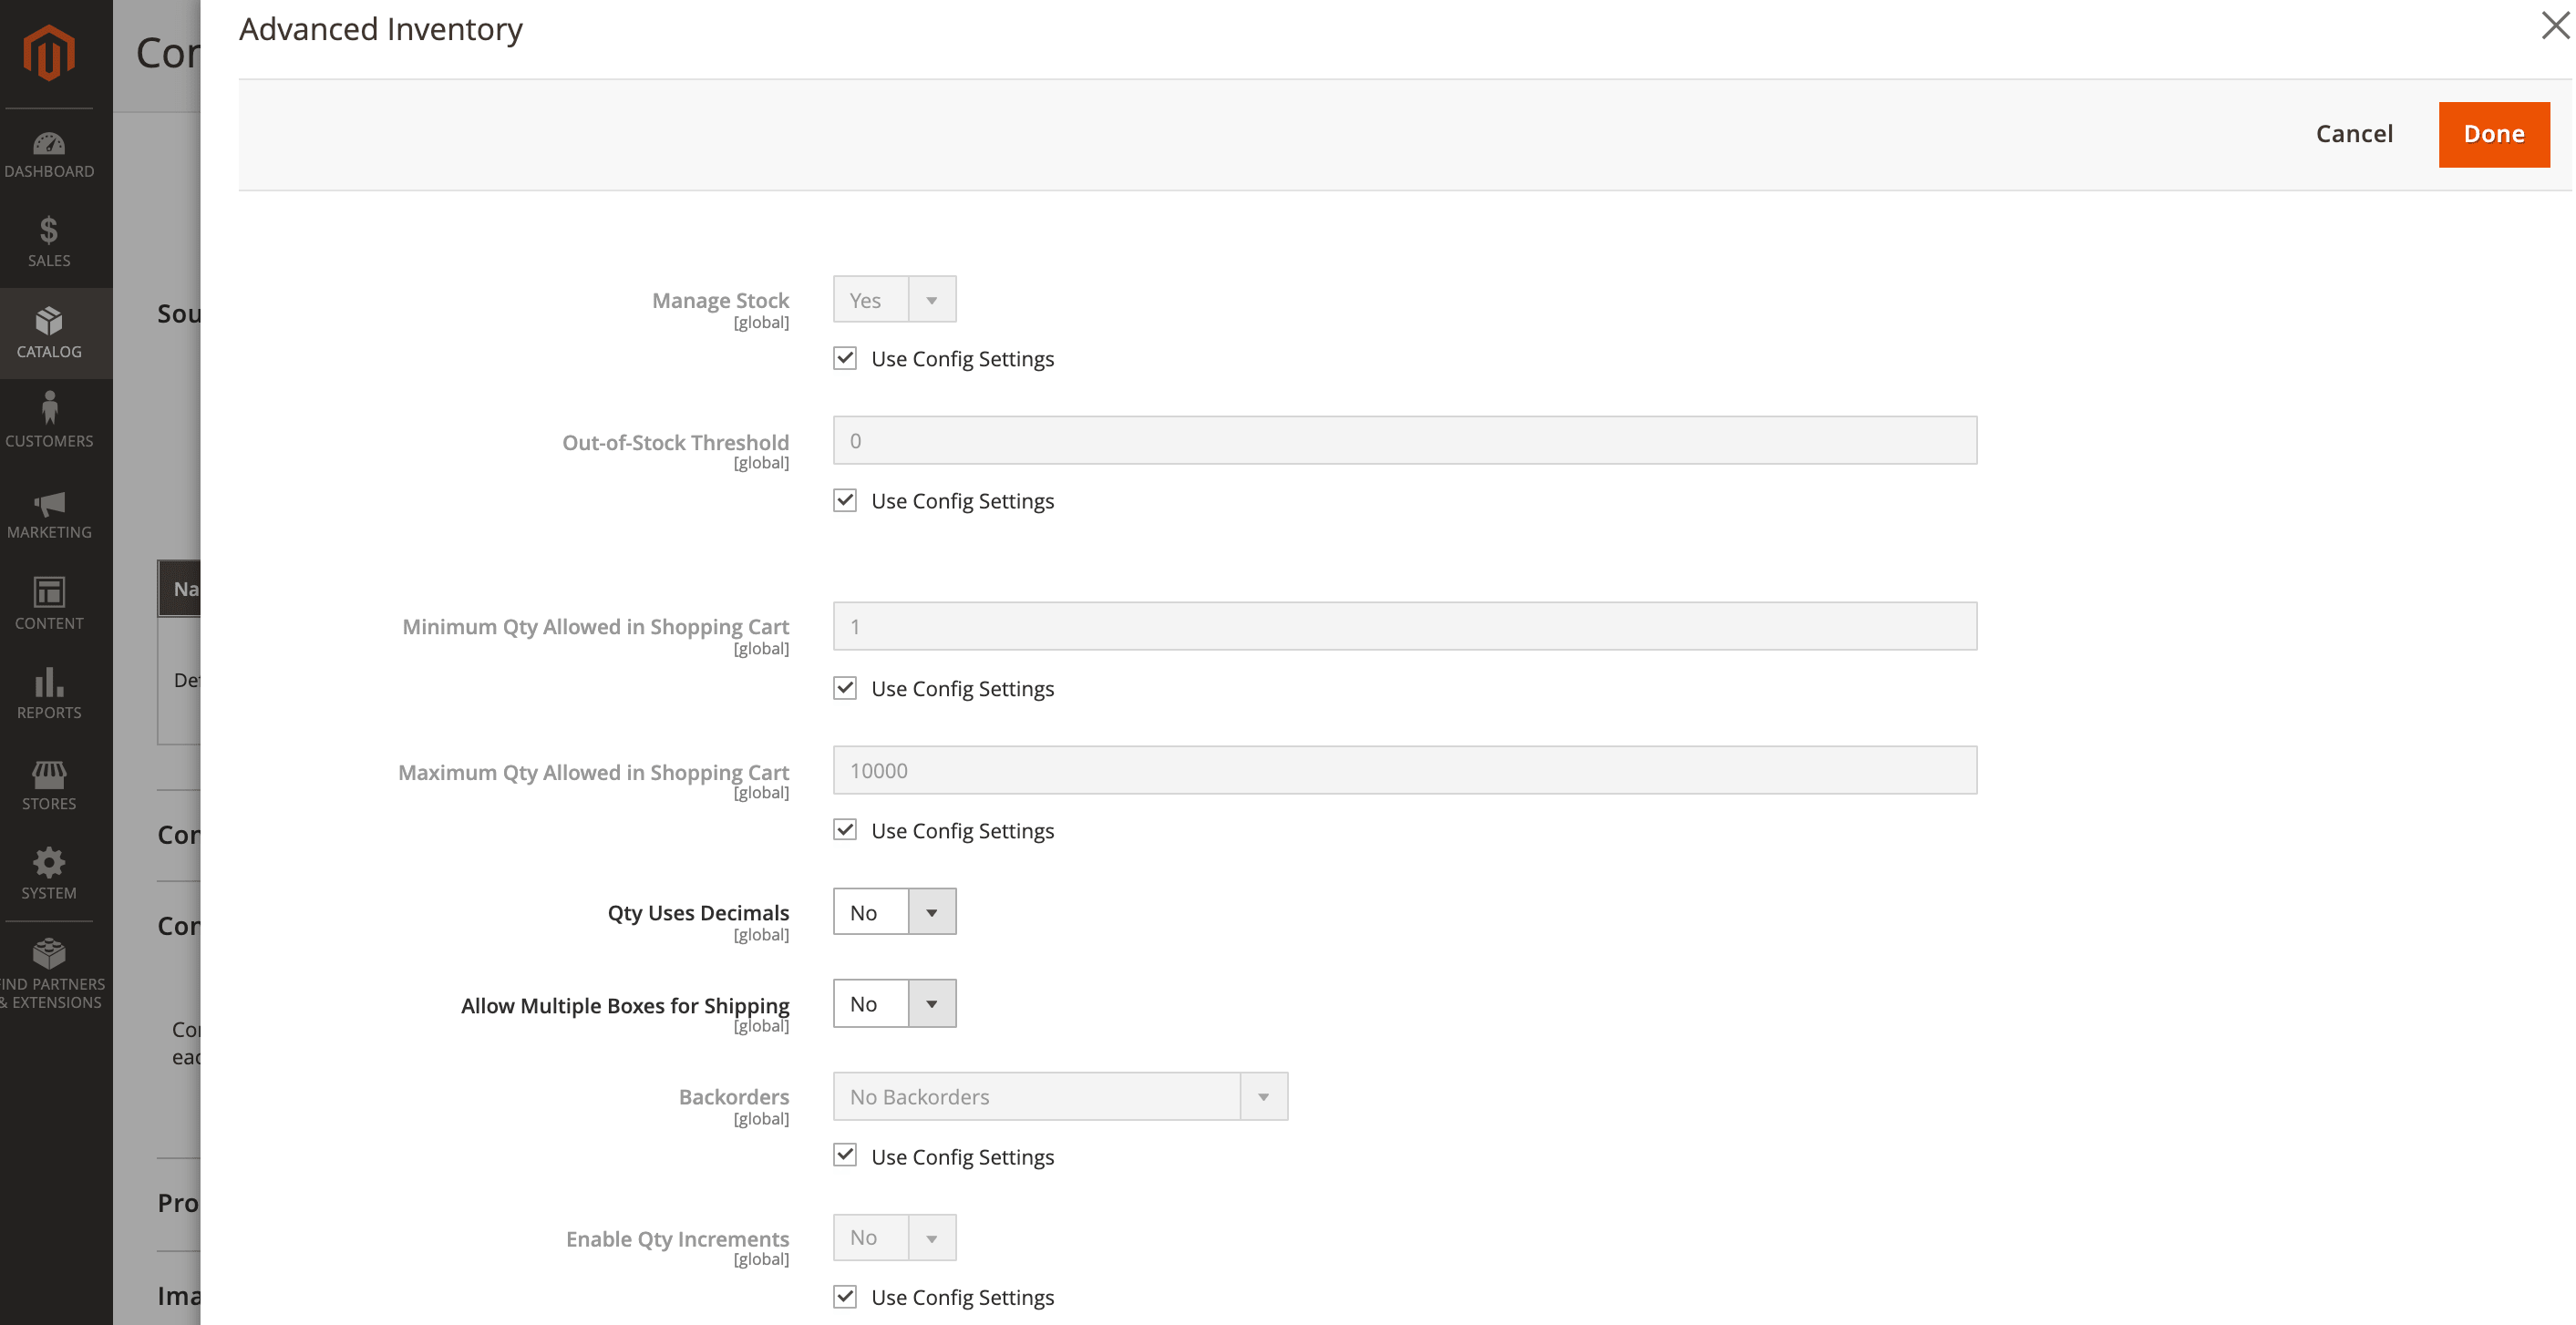 Advanced Inventory
Cor
Cancel
Done
DASHBOARD
SALES
CATALOG
CUSTOMERS
MARKETING
CONTENT
REPORTS
STORES
SYSTEM
IND PARTNERS
& EXTENSIONS
Sou
Na
De
Cor
Cor
Co
eac
Pro
Ima
Manage Stock
[global]
Yes
Use Config Settings
Out-of-Stock Threshold
[global]
0
Use Config Settings
Minimum Qty Allowed in Shopping Cart
[global]
1
Use Config Settings
Maximum Qty Allowed in Shopping Cart
[global]
10000
Use Config Settings
Qty Uses Decimals
[global]
No
Allow Multiple Boxes for Shipping
[global]
No
Backorders
[global]
No Backorders
Use Config Settings
Enable Qty Increments
[global]
No
Use Config Settings